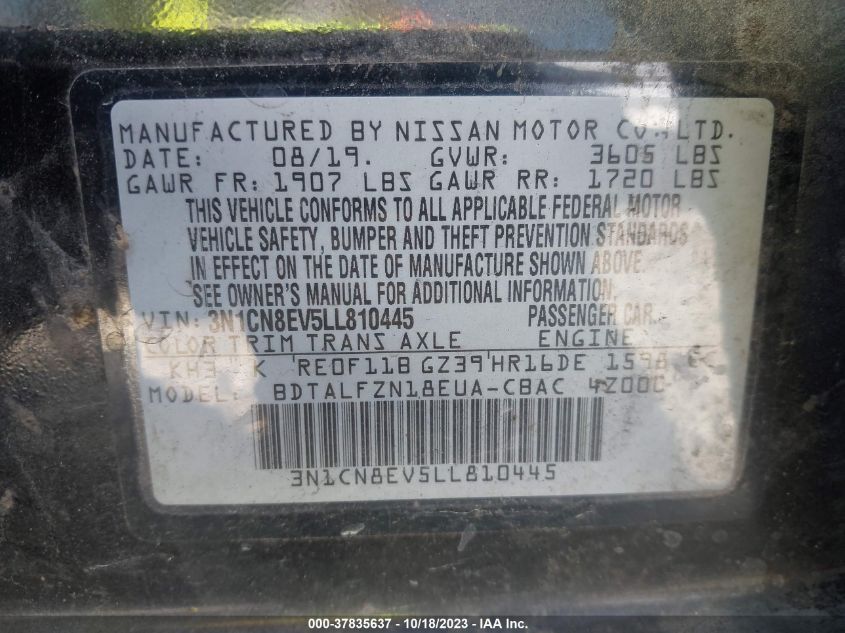 MANUFACTURED BY NISSAN MOTOR CO., LTD.
DATE: 08/19. GVWR: 3605 LBS
GAWR FR: 1907 LBS GAWR RR: 1720 LBS
THIS VEHICLE CONFORMS TO ALL APPLICABLE FEDERAL MOTOR
VEHICLE SAFETY, BUMPER AND THEFT PREVENTION STANDARDS
IN EFFECT ON THE DATE OF MANUFACTURE SHOWN ABOVE.
SEE OWNER'S MANUAL FOR ADDITIONAL INFORMATION.
VIN: 3N1CN8EV5LL810445 PASSENGER CAR
COLOR TRIM TRANS AXLE ENGINE
KH3 K RE0F11B GZ39 HR16DE 1598 CC
MODEL: BDTALFZN18EUA-CBAC 4Z00C
3N1CN8EV5LL810445
000-37835637 - 10/18/2023 - IAA Inc.